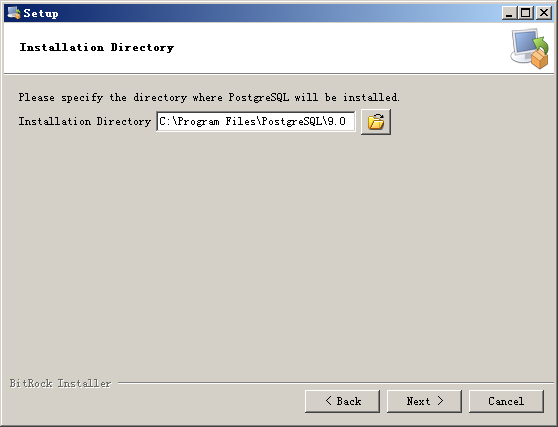 Setup
Installation Directory
Please specify the directory where PostgreSQL will be installed.
Installation Directory C:\Program Files\PostgreSQL\9.0
BitRock Installer
< Back Next > Cancel